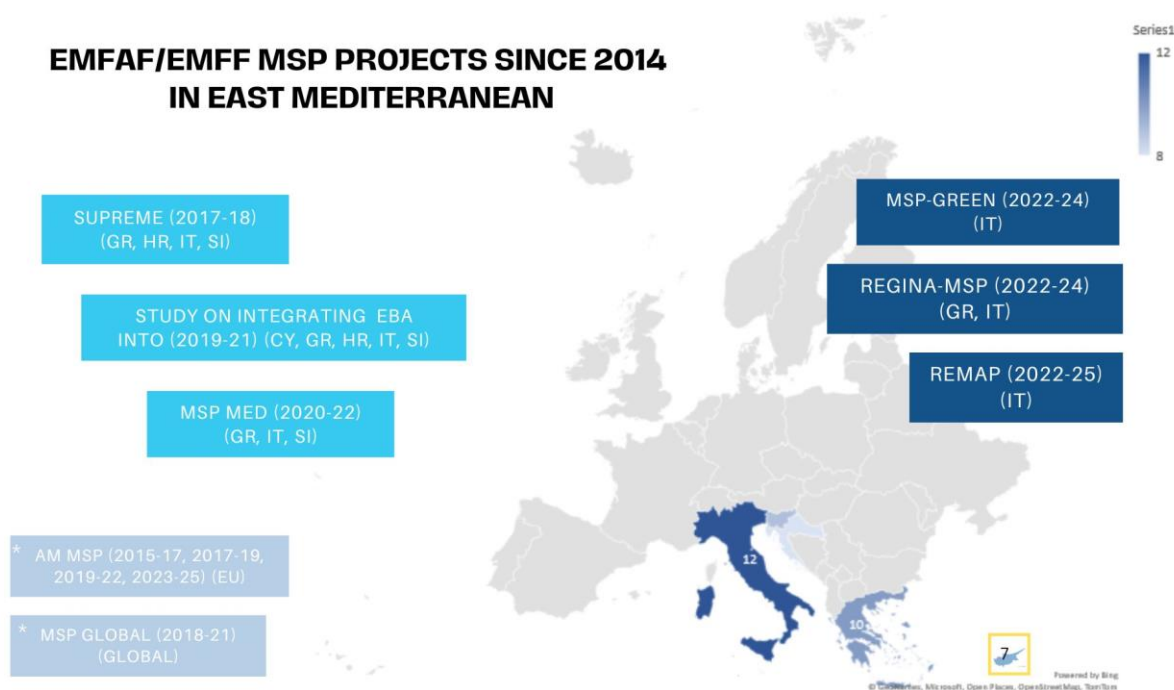 EMFAF/EMFF MSP PROJECTS SINCE 2014
IN EAST MEDITERRANEAN
Series1
12
8
SUPREME (2017-18)
(GR, HR, IT, SI)
STUDY ON INTEGRATING EBA
INTO (2019-21) (CY, GR, HR, IT, SI)
MSP MED (2020-22)
(GR, IT, SI)
* AM MSP (2015-17, 2017-19,
2019-22, 2023-25) (EU)
* MSP GLOBAL (2018-21)
(GLOBAL)
MSP-GREEN (2022-24)
(IT)
REGINA-MSP (2022-24)
(GR, IT)
REMAP (2022-25)
(IT)
12
10
7
Powered by Bing
© GeoNames, Microsoft, Open Places, OpenStreetMap, TomTom